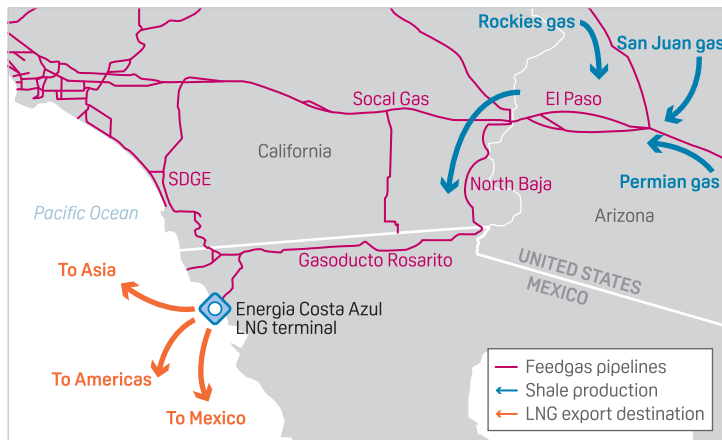 Rockies gas
San Juan gas
Socal Gas
El Paso
California
SDGE
North Baja
Permian gas
Pacific Ocean
Arizona
Gasoducto Rosarito
UNITED STATES
MEXICO
To Asia
Energia Costa Azul
LNG terminal
To Americas
To Mexico
Feedgas pipelines
Shale production
LNG export destination